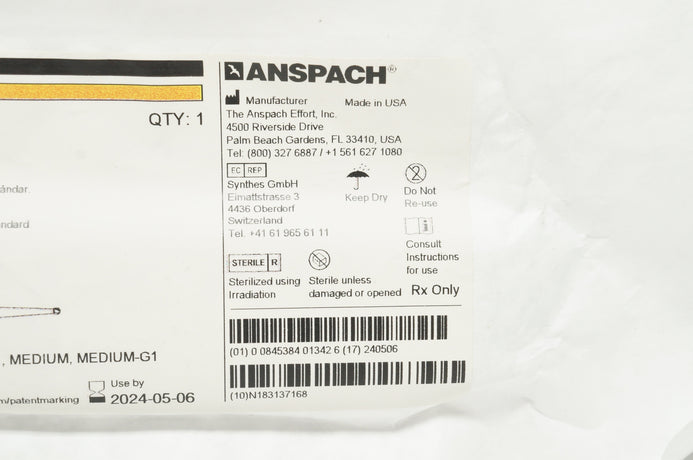 ANSPACH®
Manufacturer Made in USA
The Anspach Effort, Inc.
4500 Riverside Drive
Palm Beach Gardens, FL 33410, USA
Tel: (800) 327 6887 / +1 561 627 1080
QTY: 1
EC REP
Synthes GmbH
Eimattstrasse 3
4436 Oberdorf
Switzerland
Tel. +41 61 965 61 11
Keep Dry
2
Do Not
Re-use
Consult
Instructions
for use
STERILE R
Sterilized using
Irradiation
Sterile unless
damaged or opened
Rx Only
ándar.
ndard
(01) 0 0845384 01342 6 (17) 240506
(10)N183137168
, MEDIUM, MEDIUM-G1
Use by
2024-05-06
m/patentmarking